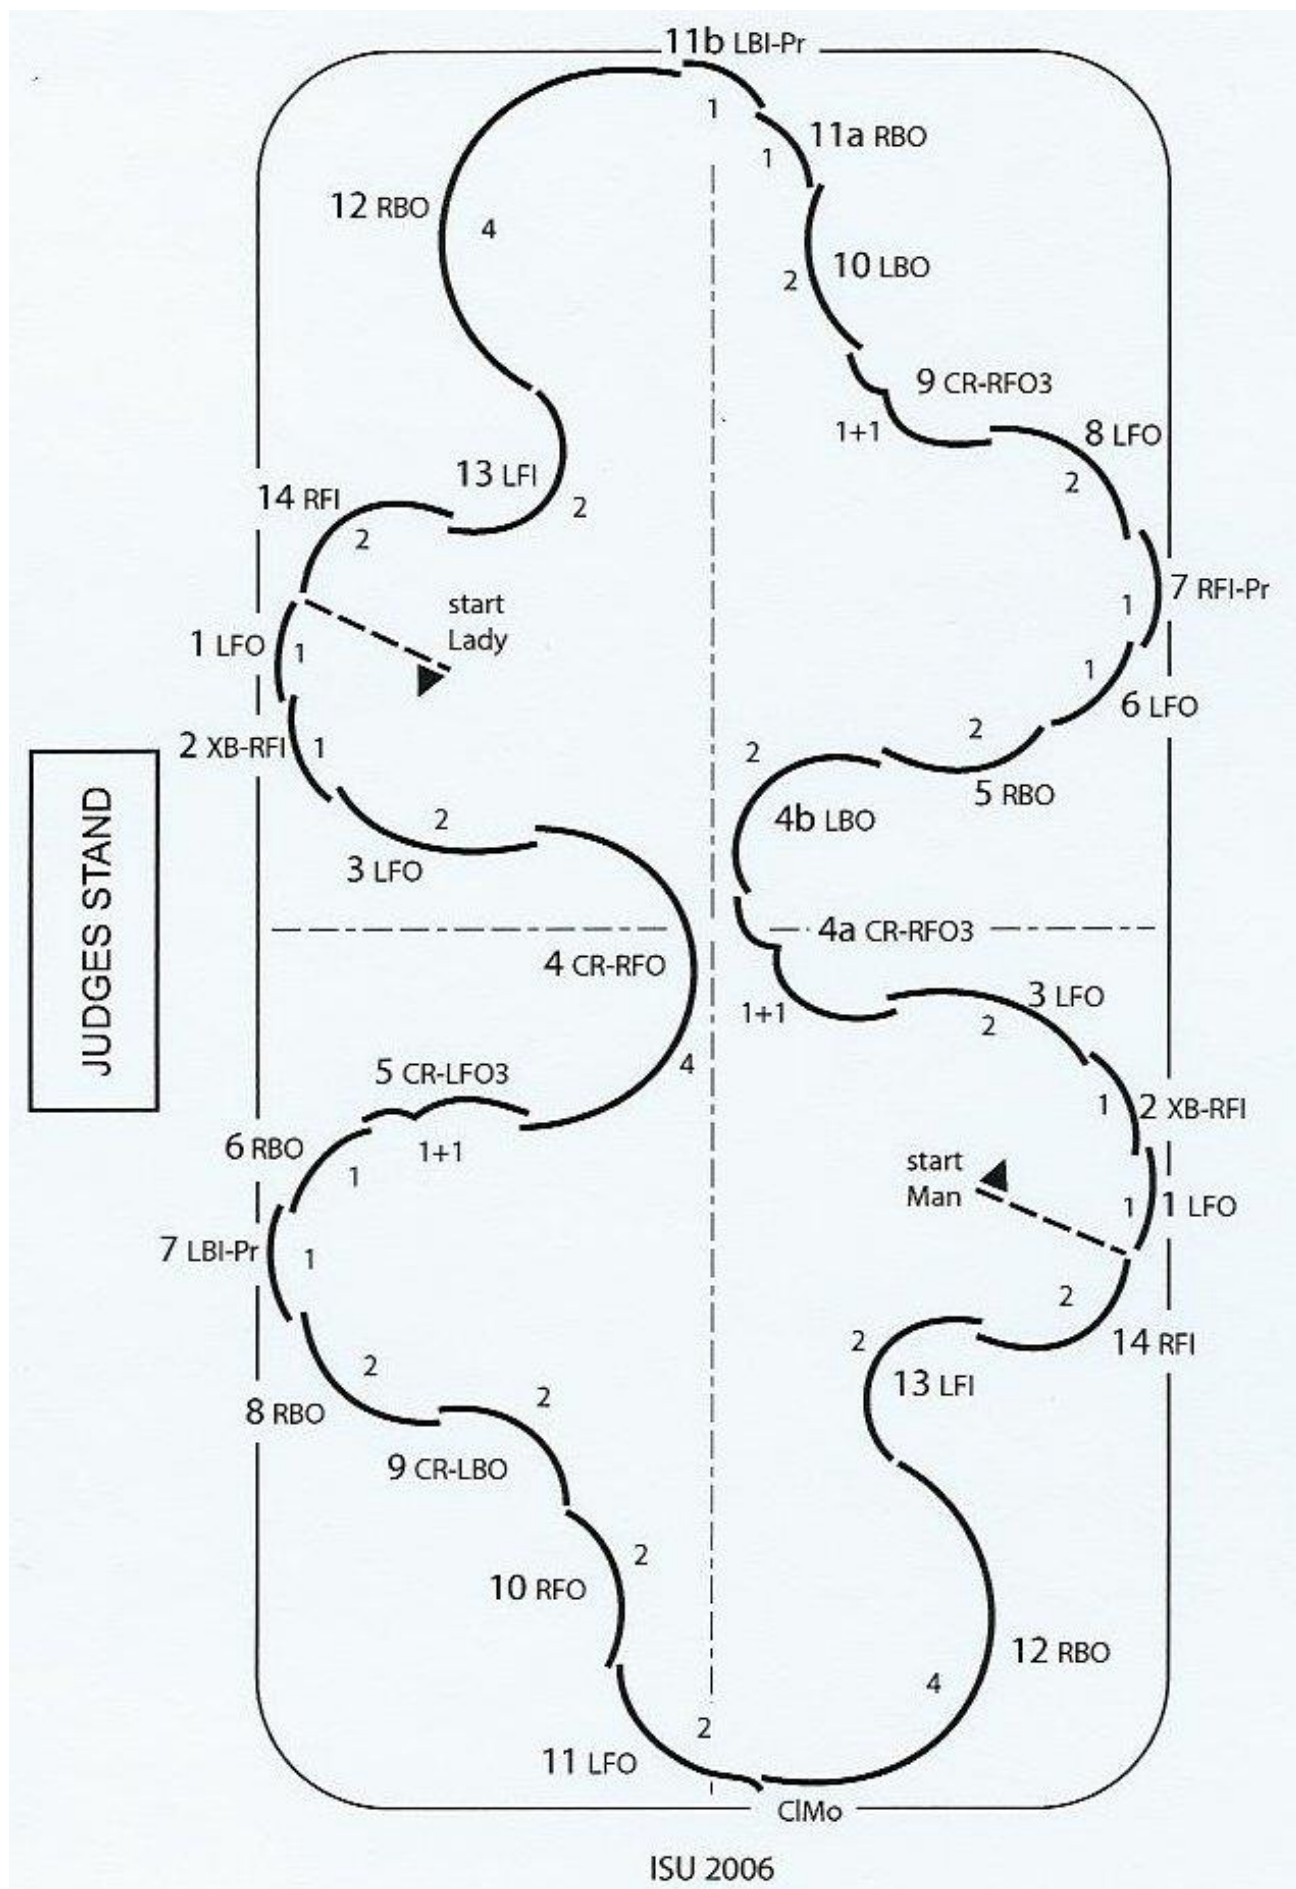 11b LBI-Pr
1
11a RBO
1
12 RBO
4
10 LBO
2
9 CR-RFO3
1+1
8 LFO
2
13 LFI
2
14 RFI
2
7 RFI-Pr
1
start
Lady
1 LFO
1
1
6 LFO
2 XB-RFI
1
2
5 RBO
2
4b LBO
2
3 LFO
JUDGES STAND
4a CR-RFO3
1+1
4 CR-RFO
4
3 LFO
2
5 CR-LFO3
1+1
2 XB-RFI
1
6 RBO
1
start
Man
1 LFO
1
7 LBI-Pr
1
2
14 RFI
2
13 LFI
2
8 RBO
2
9 CR-LBO
2
10 RFO
12 RBO
4
2
11 LFO
ClMo
ISU 2006